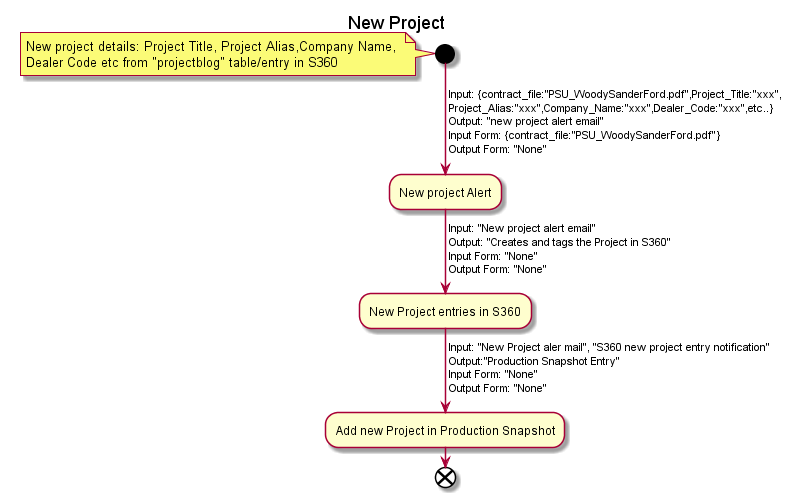 New Project
New project details: Project Title, Project Alias,Company Name,
Dealer Code etc from "projectblog" table/entry in S360
Input: {contract_file:"PSU_WoodySanderFord.pdf",Project_Title:"xxx",
Project_Alias:"xxx",Company_Name:"xxx",Dealer_Code:"xxx",etc..}
Output: "new project alert email"
Input Form: {contract_file:"PSU_WoodySanderFord.pdf"}
Output Form: "None"
New project Alert
Input: "New project alert email"
Output: "Creates and tags the Project in S360"
Input Form: "None"
Output Form: "None"
New Project entries in S360
Input: "New Project aler mail", "S360 new project entry notification"
Output:"Production Snapshot Entry"
Input Form: "None"
Output Form: "None"
Add new Project in Production Snapshot